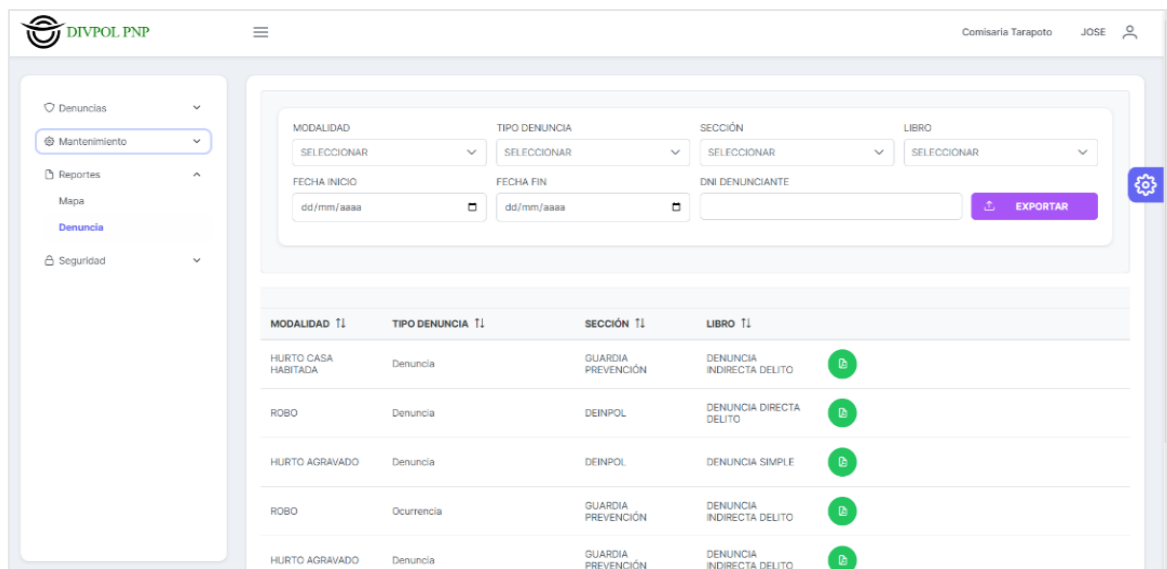 DIVPOL PNP
Comisaria Tarapoto JOSE
Denuncias
Mantenimiento
Reportes
Mapa
Denuncia
Seguridad
MODALIDAD TIPO DENUNCIA SECCIÓN LIBRO
SELECCIONAR SELECCIONAR SELECCIONAR SELECCIONAR
FECHA INICIO FECHA FIN DNI DENUNCIANTE
dd/mm/aaaa dd/mm/aaaa EXPORTAR
MODALIDAD TIPO DENUNCIA SECCIÓN LIBRO
HURTO CASA
HABITADA
Denuncia
GUARDIA
PREVENCIÓN
DENUNCIA
INDIRECTA DELITO
ROBO
Denuncia
DEINPOL
DENUNCIA DIRECTA
DELITO
HURTO AGRAVADO
Denuncia
DEINPOL
DENUNCIA SIMPLE
ROBO
Ocurrencia
GUARDIA
PREVENCIÓN
DENUNCIA
INDIRECTA DELITO
HURTO AGRAVADO
Denuncia
GUARDIA
PREVENCIÓN
DENUNCIA
INDIRECTA DELITO